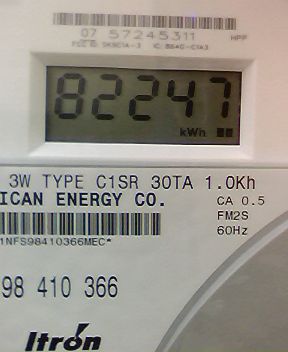 07 57245311
82247
kWh
3W TYPE C1SR 30TA 1.0Kh
ICAN ENERGY CO.
CA 0.5
FM2S
60Hz
1NFS98410366MEC*
98 410 366
Itron